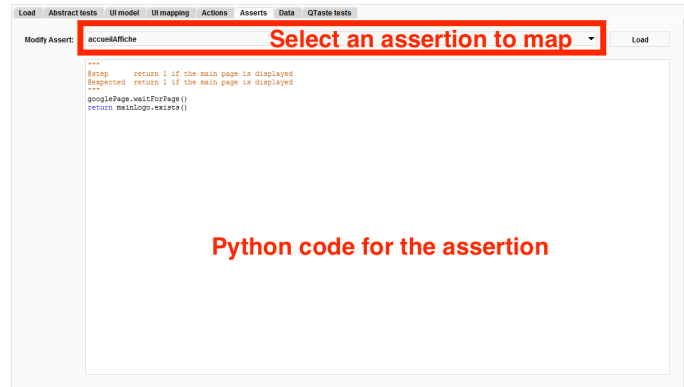 Load Abstract tests UI model UI mapping Actions Asserts Data QTaste tests
Modify Assert: accueilAffiche Select an assertion to map Load
"""
@step return 1 if the main page is displayed
@expected return 1 if the main page is displayed
"""
googlePage.waitForPage()
return mainLogo.exists()
Python code for the assertion